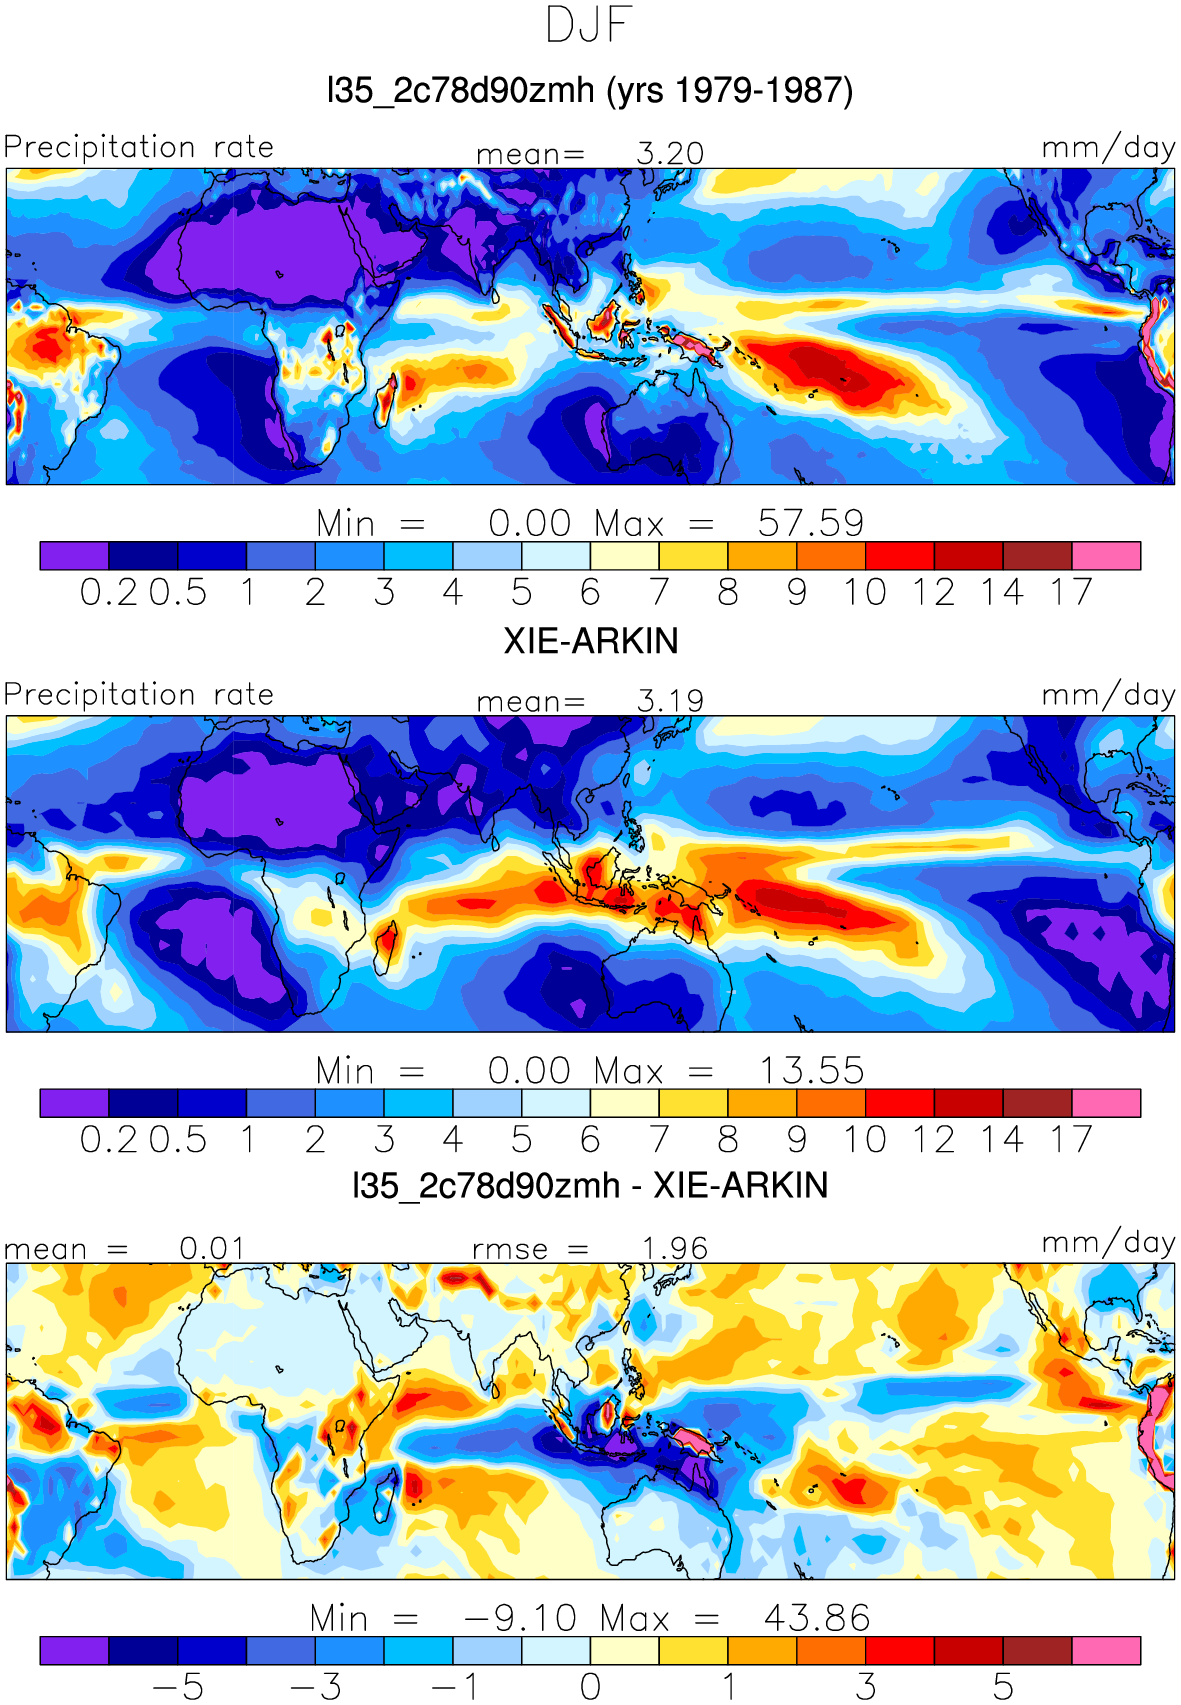 DJF
l35_2c78d90zmh (yrs 1979-1987)
Precipitation rate mean= 3.20 mm/day
Min = 0.00 Max = 57.59
0.2 0.5 1 2 3 4 5 6 7 8 9 10 12 14 17
XIE-ARKIN
Precipitation rate mean= 3.19 mm/day
Min = 0.00 Max = 13.55
0.2 0.5 1 2 3 4 5 6 7 8 9 10 12 14 17
l35_2c78d90zmh - XIE-ARKIN
mean = 0.01 rmse = 1.96 mm/day
Min = −9.10 Max = 43.86
−5 −3 −1 0 1 3 5